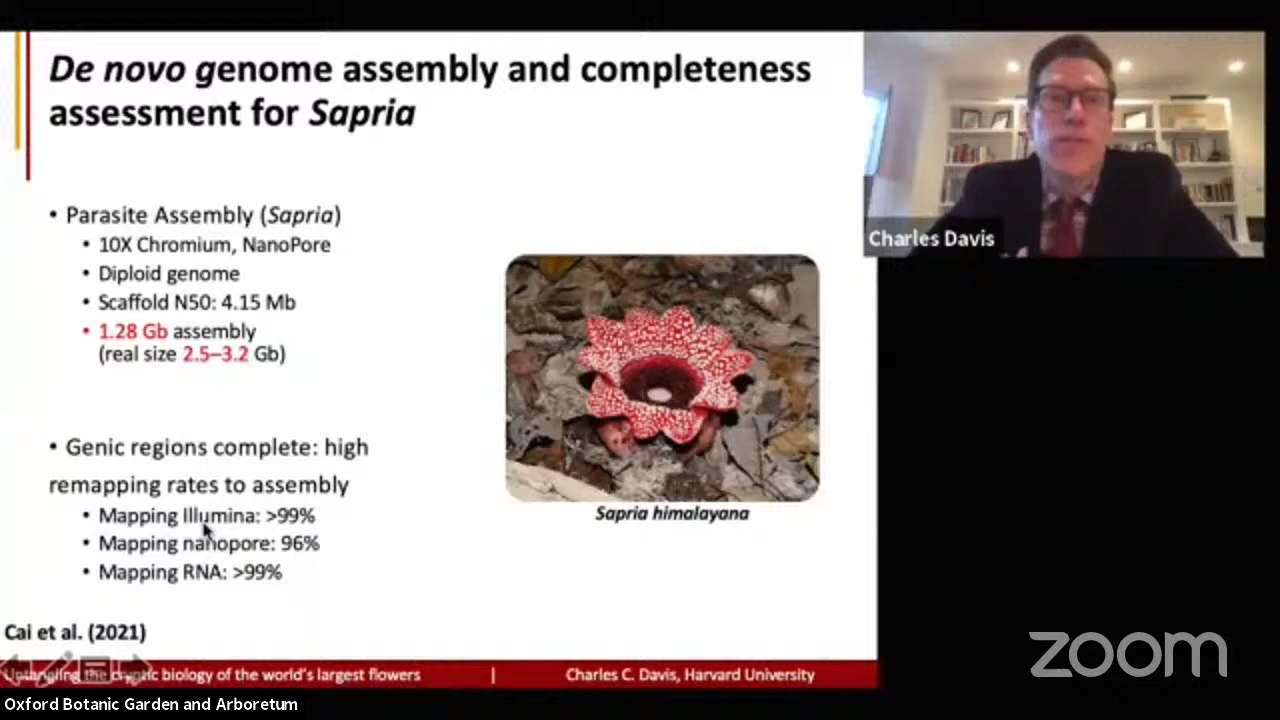 De novo genome assembly and completeness
assessment for Sapria
• Parasite Assembly (Sapria)
• 10X Chromium, NanoPore
• Diploid genome
• Scaffold N50: 4.15 Mb
• 1.28 Gb assembly
(real size 2.5–3.2 Gb)
• Genic regions complete: high
remapping rates to assembly
• Mapping Illumina: >99%
• Mapping nanopore: 96%
• Mapping RNA: >99%
Sapria himalayana
Cai et al. (2021)
Untangling the cryptic biology of the world's largest flowers | Charles C. Davis, Harvard University
Charles Davis
zoom
Oxford Botanic Garden and Arboretum